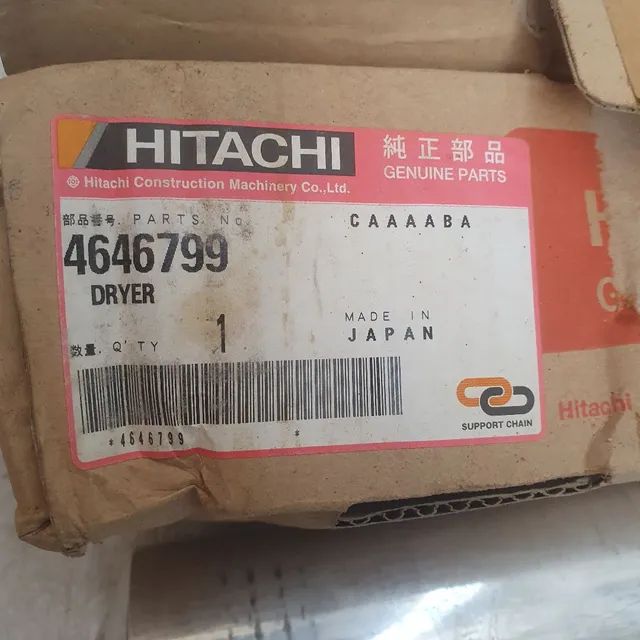 HITACHI
純正部品
GENUINE PARTS
Hitachi Construction Machinery Co.,Ltd.
部品番号. PARTS No.
CAAAABA
4646799
DRYER
数量. Q'TY 1
MADE IN
JAPAN
*4646799 *
SUPPORT CHAIN
H
G
Hitachi